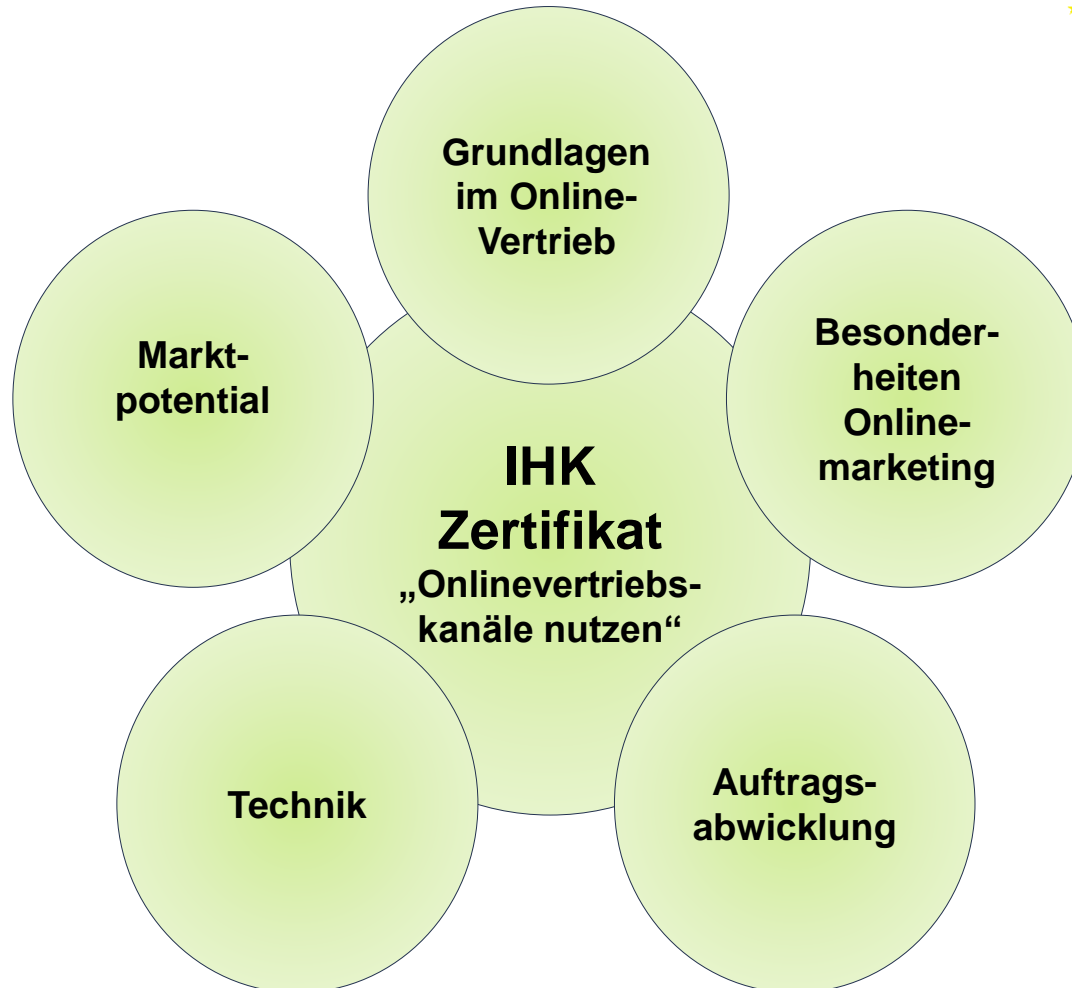 Grundlagen
im Online-
Vertrieb
Markt-
potential
Besonder-
heiten
Online-
marketing
IHK
Zertifikat
„Onlinevertriebs-
kanäle nutzen“
Technik
Auftrags-
abwicklung